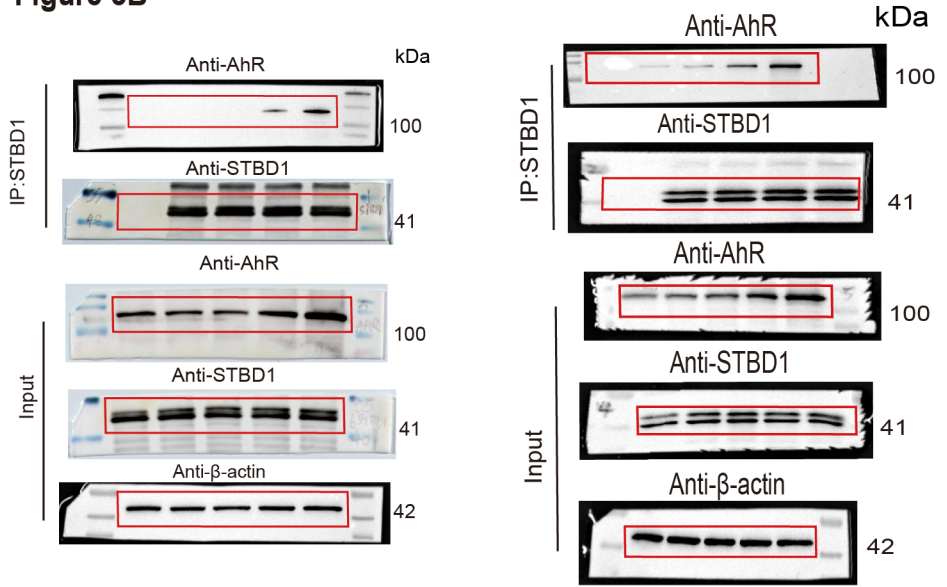 Anti-AhR
kDa
IP:STBD1
100
Anti-STBD1
41
Anti-AhR
Input
100
Anti-STBD1
41
Anti-β-actin
42
kDa
Anti-AhR
IP:STBD1
100
Anti-STBD1
41
Anti-AhR
Input
100
Anti-STBD1
41
Anti-β-actin
42